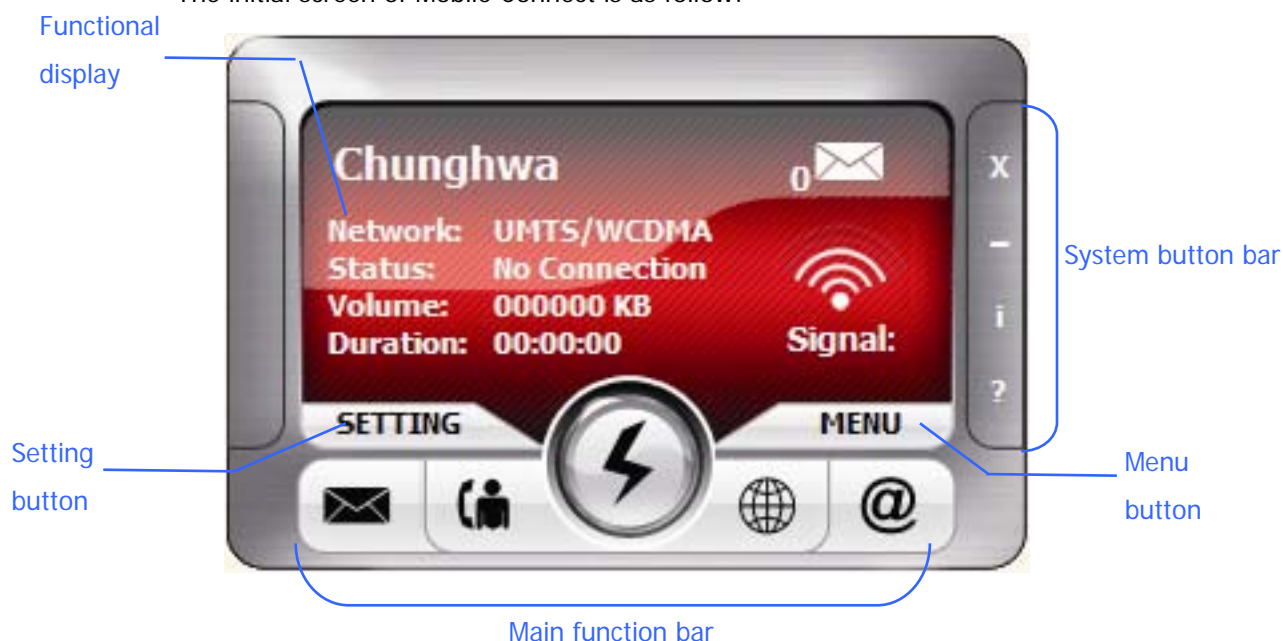 The initial screen of Mobile Connect is as follow:
Functional
display
Chunghwa
0
Network: UMTS/WCDMA
Status: No Connection
Volume: 000000 KB
Duration: 00:00:00
Signal:
X
–
i
?
System button bar
SETTING
MENU
Setting
button
Menu
button
@
Main function bar